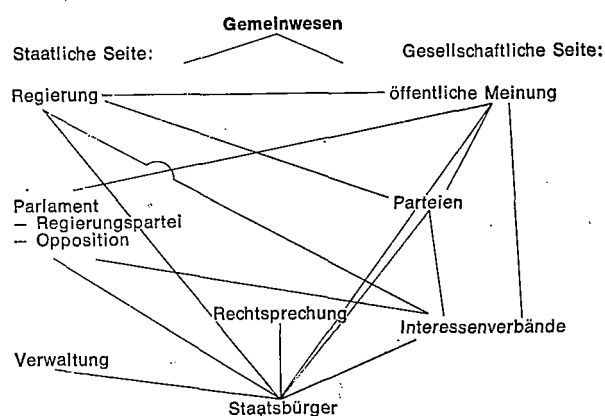 Gemeinwesen
Staatliche Seite:
Gesellschaftliche Seite:
Regierung
öffentliche Meinung
Parlament
— Regierungspartei
— Opposition
Parteien
Rechtsprechung
Interessenverbände
Verwaltung
Staatsbürger